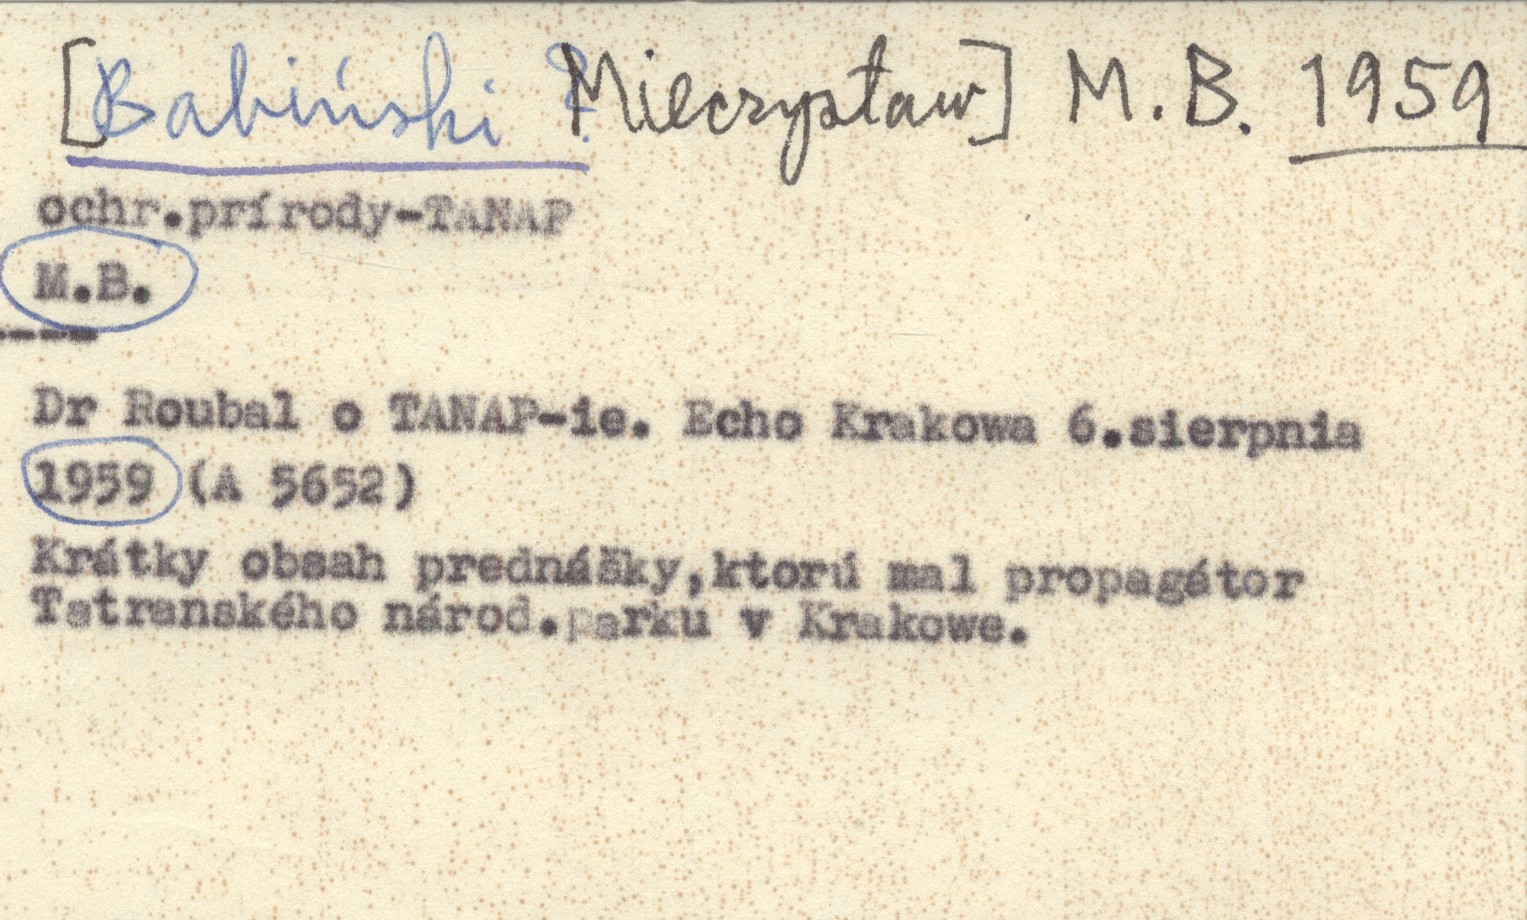 [Babiński ? Mieczysław] M. B. 1959
ochr.prírody-TANAP
M.B.
----
Dr Roubal o TANAP-ie. Echo Krakowa 6.sierpnia
1959 (A 5652)
Krátky obsah prednášky,ktorú mal propagátor
Tatranského národ.parku v Krakowe.